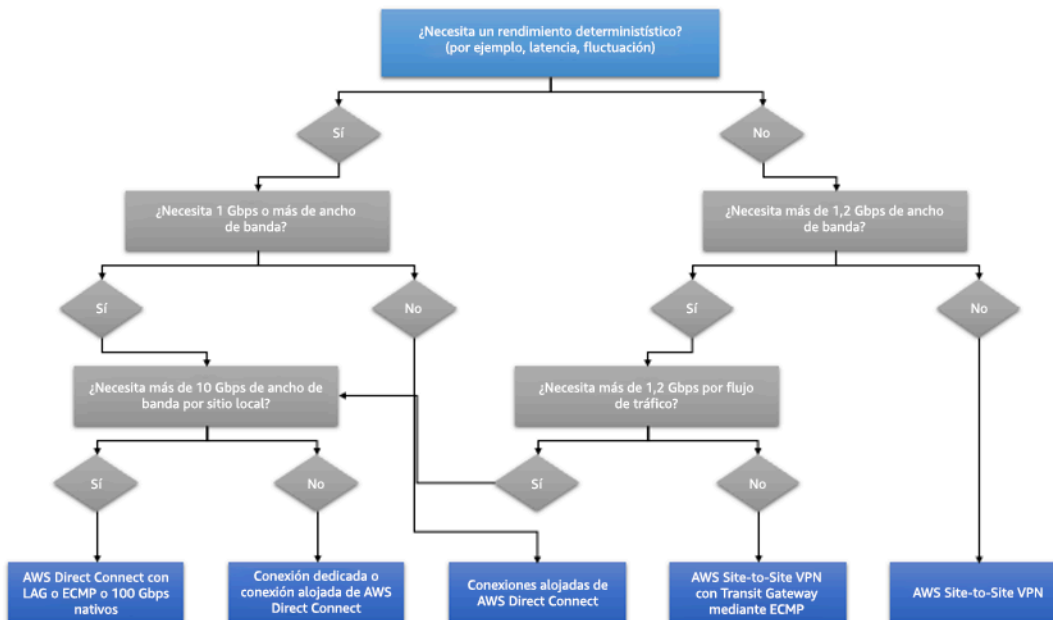 ¿Necesita un rendimiento determinístico?
(por ejemplo, latencia, fluctuación)
Sí
No
¿Necesita 1 Gbps o más de ancho
de banda?
¿Necesita más de 1,2 Gbps de ancho
de banda?
Sí
No
Sí
No
¿Necesita más de 10 Gbps de ancho de
banda por sitio local?
¿Necesita más de 1,2 Gbps por flujo
de tráfico?
Sí
No
Sí
No
AWS Direct Connect con
LAG o ECMP o 100 Gbps
nativos
Conexión dedicada o
conexión alojada de AWS
Direct Connect
Conexiones alojadas de
AWS Direct Connect
AWS Site-to-Site VPN
con Transit Gateway
mediante ECMP
AWS Site-to-Site VPN